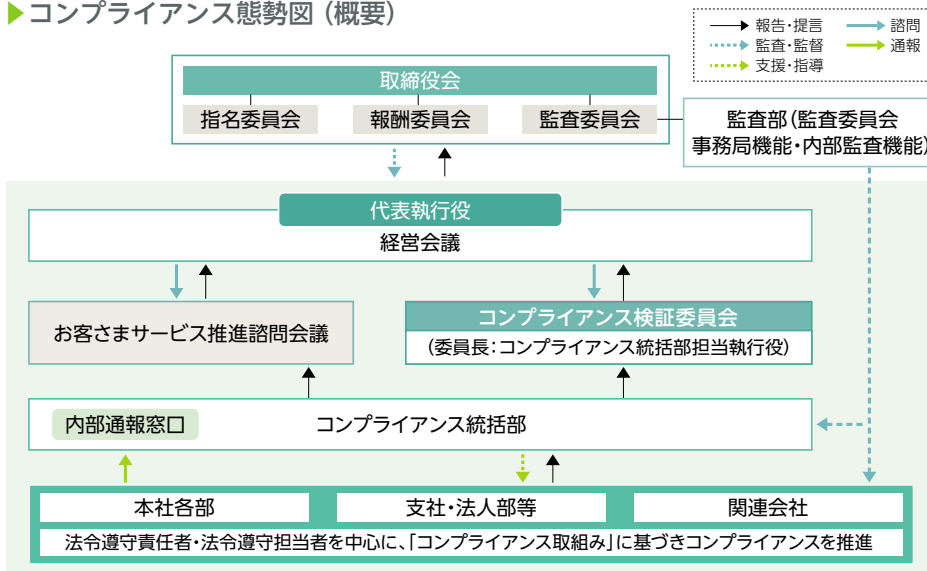 ▶コンプライアンス態勢図（概要）
報告・提言
諮問
監査・監督
通報
支援・指導
取締役会
指名委員会
報酬委員会
監査委員会
監査部（監査委員会
事務局機能・内部監査機能）
代表執行役
経営会議
お客さまサービス推進諮問会議
コンプライアンス検証委員会
（委員長：コンプライアンス統括部担当執行役）
内部通報窓口
コンプライアンス統括部
本社各部
支社・法人部等
関連会社
法令遵守責任者・法令遵守担当者を中心に、「コンプライアンス取組み」に基づきコンプライアンスを推進